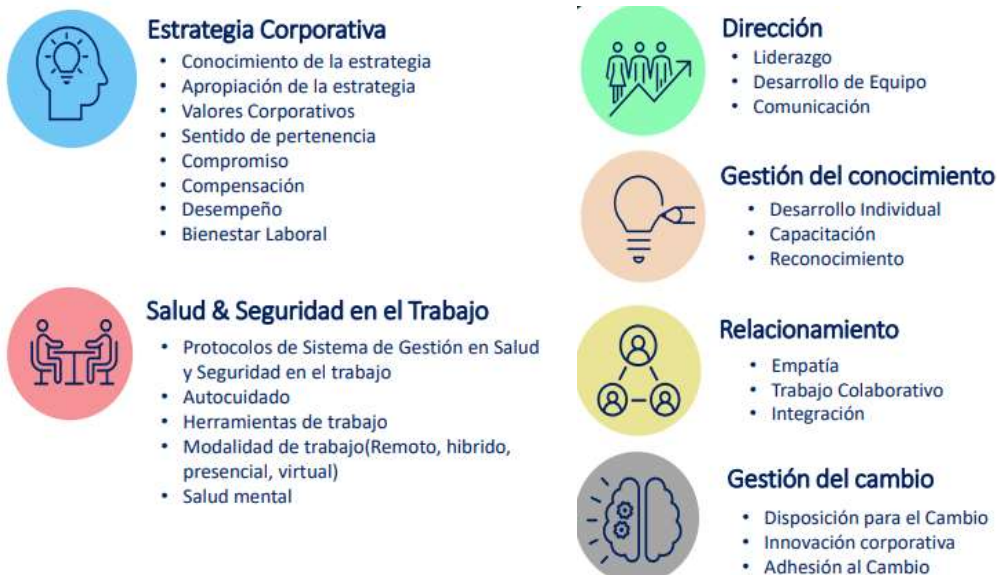 Estrategia Corporativa
• Conocimiento de la estrategia
• Apropiación de la estrategia
• Valores Corporativos
• Sentido de pertenencia
• Compromiso
• Compensación
• Desempeño
• Bienestar Laboral
Salud & Seguridad en el Trabajo
• Protocolos de Sistema de Gestión en Salud
y Seguridad en el trabajo
• Autocuidado
• Herramientas de trabajo
• Modalidad de trabajo(Remoto, hibrido,
presencial, virtual)
• Salud mental
Dirección
• Liderazgo
• Desarrollo de Equipo
• Comunicación
Gestión del conocimiento
• Desarrollo Individual
• Capacitación
• Reconocimiento
Relacionamiento
• Empatía
• Trabajo Colaborativo
• Integración
Gestión del cambio
• Disposición para el Cambio
• Innovación corporativa
• Adhesión al Cambio